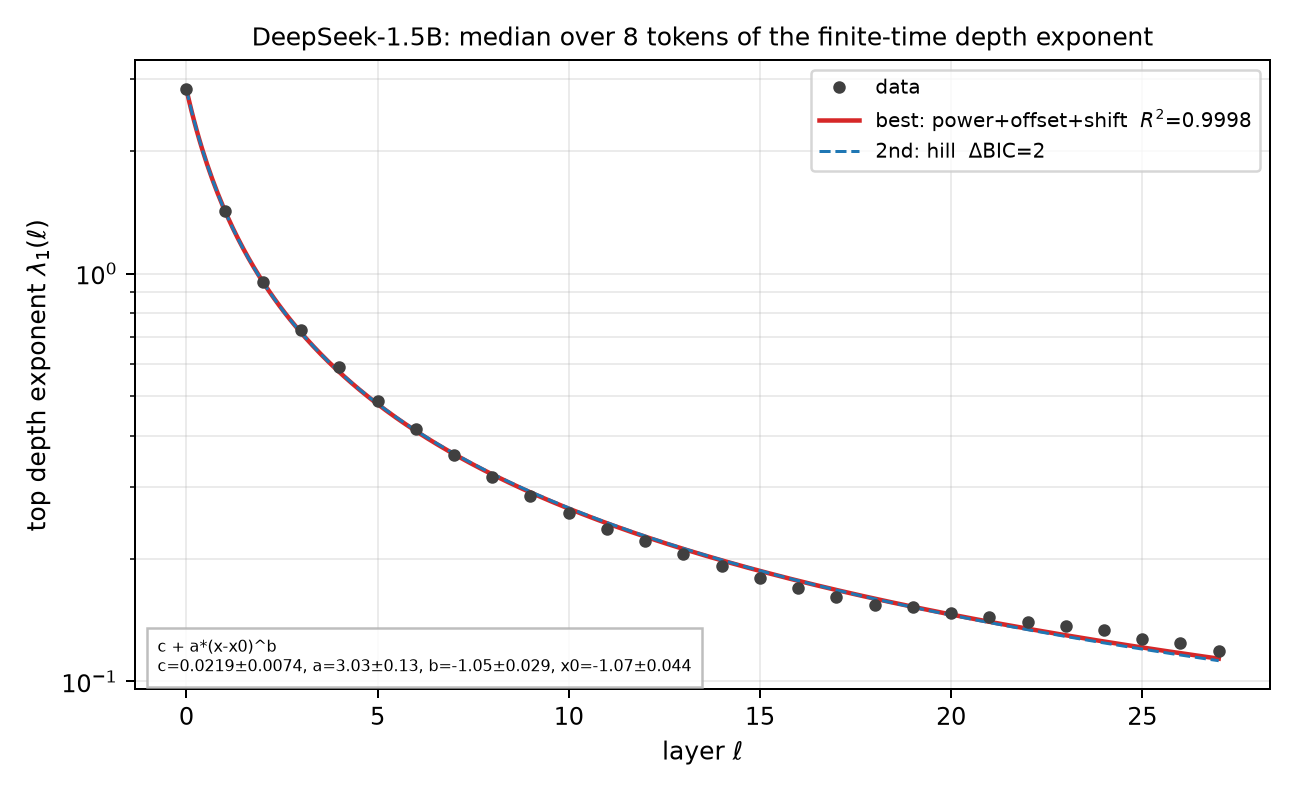 DeepSeek-1.5B: median over 8 tokens of the finite-time depth exponent
data
best: power+offset+shift R²=0.9998
2nd: hill ΔBIC=2
top depth exponent λ₁(ℓ)
10⁰
10⁻¹
c + a*(x-x0)^b
c=0.0219±0.0074, a=3.03±0.13, b=-1.05±0.029, x0=-1.07±0.044
0 5 10 15 20 25
layer ℓ